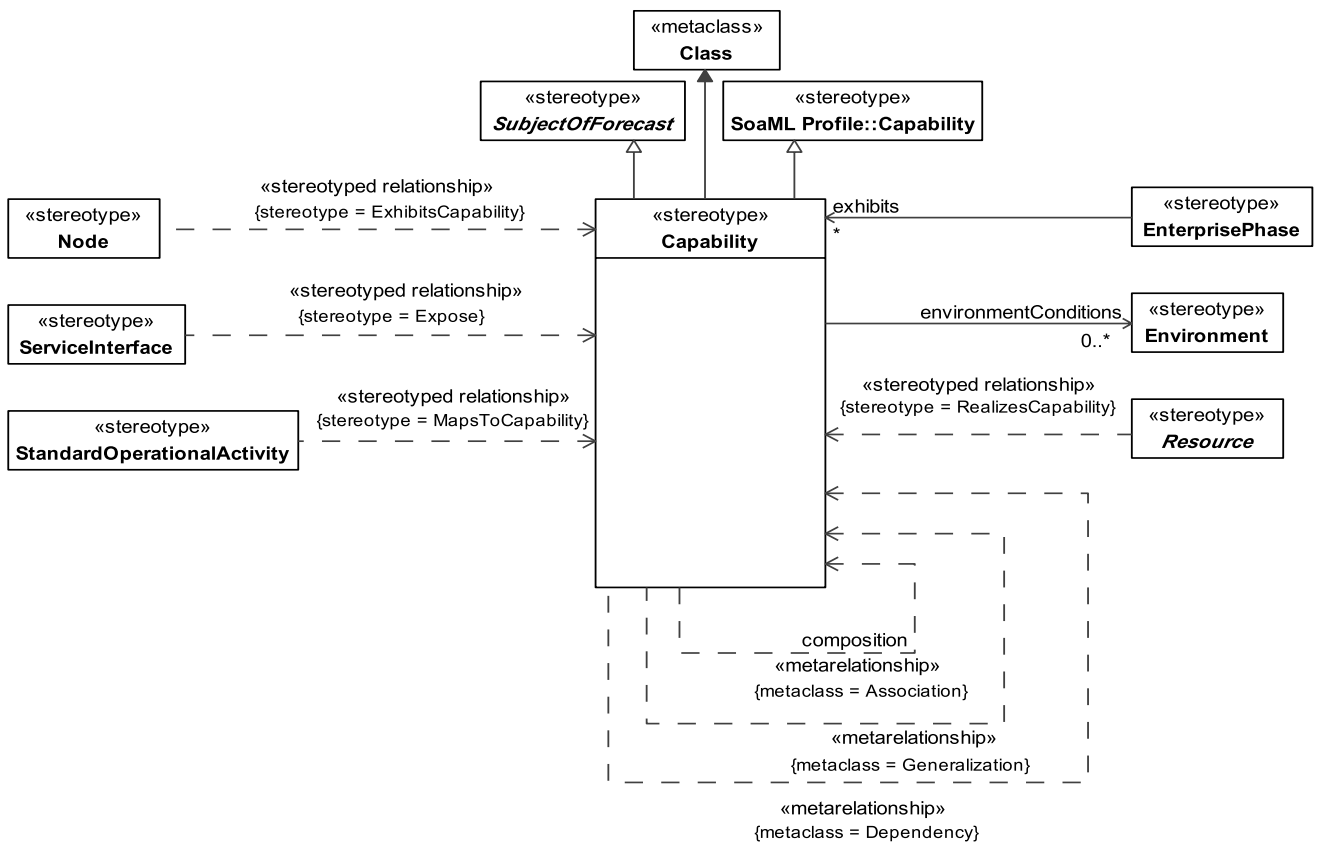 «metaclass»
Class
«stereotype»
SubjectOfForecast
«stereotype»
SoaML Profile::Capability
«stereotyped relationship»
{stereotype = ExhibitsCapability}
«stereotype»
Node
«stereotype»
Capability
exhibits
*
«stereotype»
EnterprisePhase
«stereotyped relationship»
{stereotype = Expose}
«stereotype»
ServiceInterface
environmentConditions
0..*
«stereotype»
Environment
«stereotyped relationship»
{stereotype = MapsToCapability}
«stereotype»
StandardOperationalActivity
«stereotyped relationship»
{stereotype = RealizesCapability}
«stereotype»
Resource
composition
«metarelationship»
{metaclass = Association}
«metarelationship»
{metaclass = Generalization}
«metarelationship»
{metaclass = Dependency}